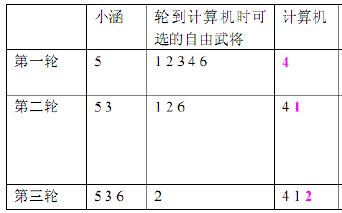 小涵 轮到计算机时可选的自由武将 计算机
第一轮 5 1 2 3 4 6 4
第二轮 5 3 1 2 6 4 1
第三轮 5 3 6 2 4 1 2